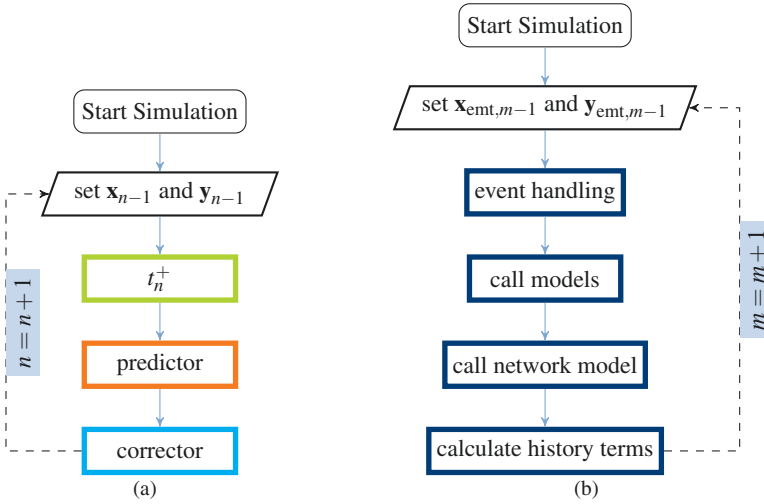 Start Simulation
set x_{n−1} and y_{n−1}
t_n^+
predictor
corrector
n = n + 1
(a)
Start Simulation
set x_{emt,m−1} and y_{emt,m−1}
event handling
call models
call network model
calculate history terms
m = m + 1
(b)